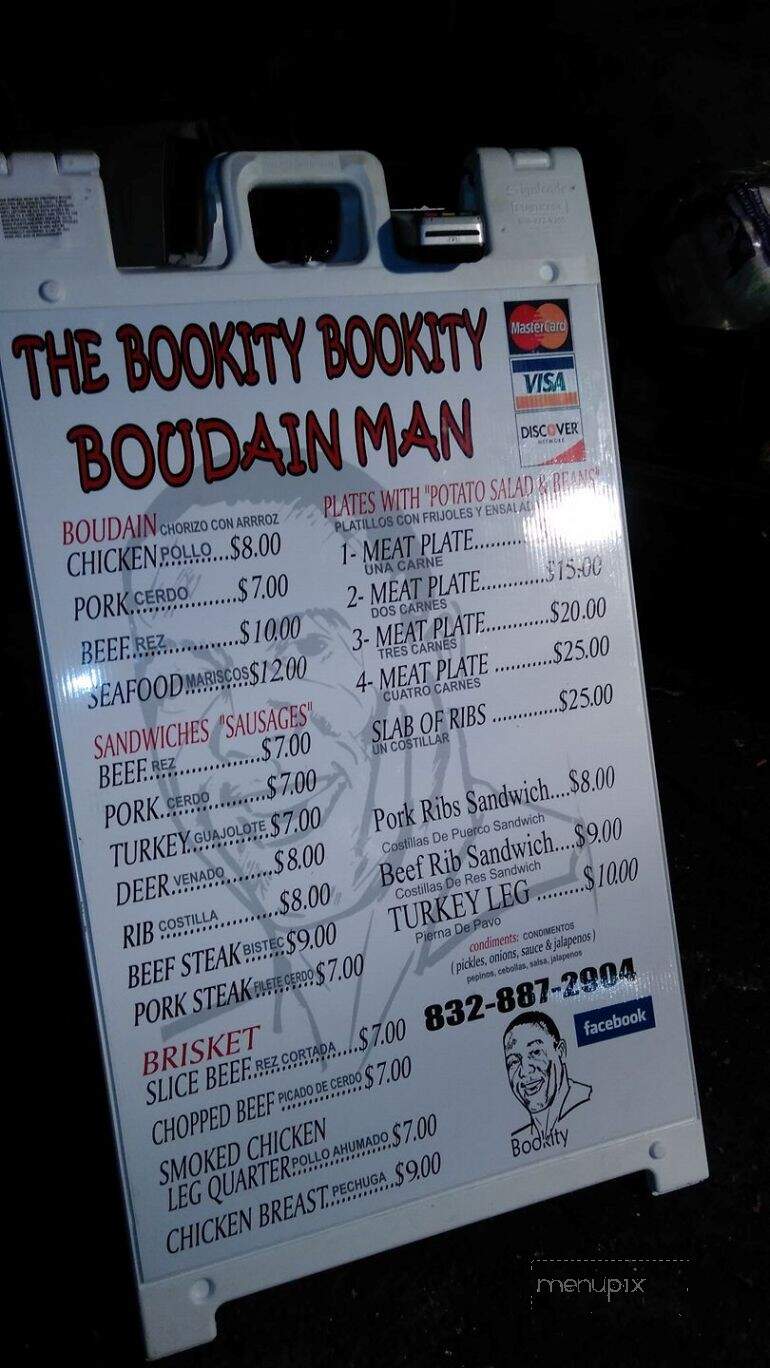 THE BOOKITY BOOKITY
BOUDAIN MAN
MasterCard
VISA
DISCOVER
NETWORK
BOUDAIN CHORIZO CON ARRROZ
CHICKEN POLLO...$8.00
PORK CERDO..............$7.00
BEEF REZ..............$10.00
SEAFOOD MARISCOS $12.00
SANDWICHES "SAUSAGES"
BEEF REZ..............$7.00
PORK CERDO..............$7.00
TURKEY GUAJOLOTE $7.00
DEER VENADO..........$8.00
RIB COSTILLA..............$8.00
BEEF STEAK BISTEC $9.00
PORK STEAK FILETE CERDO $7.00
BRISKET
SLICE BEEF REZ CORTADA....$7.00
CHOPPED BEEF PICADO DE CERDO $7.00
SMOKED CHICKEN
LEG QUARTER POLLO AHUMADO $7.00
CHICKEN BREAST PECHUGA..$9.00
PLATES WITH "POTATO SALAD & BEANS"
PLATILLOS CON FRIJOLES Y
1- MEAT PLATE..........
UNA CARNE
2- MEAT PLATE............$15.00
DOS CARNES
3- MEAT PLATE............$20.00
TRES CARNES
4- MEAT PLATE ...........$25.00
CUATRO CARNES
SLAB OF RIBS .............$25.00
UN COSTILLAR
Pork Ribs Sandwich....$8.00
Costillas De Puerco Sandwich
Beef Rib Sandwich....$9.00
Costillas De Res Sandwich
TURKEY LEG .........$10.00
Pierna De Pavo
condiments: CONDIMENTOS
( pickles, onions, sauce & jalapenos )
pepinos, cebollas, salsa, jalapenos
832-887-2904
facebook
Bookity
menupix